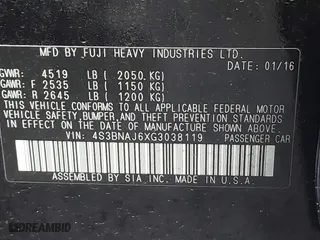 MFD BY FUJI HEAVY INDUSTRIES LTD.
DATE: 01/16
GVWR: 4519 LB ( 2050.KG)
GAWR: F 2535 LB ( 1150 KG)
GAWR: R 2645 LB ( 1200 KG)
THIS VEHICLE CONFORMS TO ALL APPLICABLE FEDERAL MOTOR
VEHICLE SAFETY, BUMPER, AND THEFT PREVENTION STANDARDS
IN EFFECT ON THE DATE OF MANUFACTURE SHOWN ABOVE.
VIN: 4S3BNAJ6XG3038119 PASSENGER CAR
ASSEMBLED BY SIA INC. MADE IN U.S.A.
DREAMBID